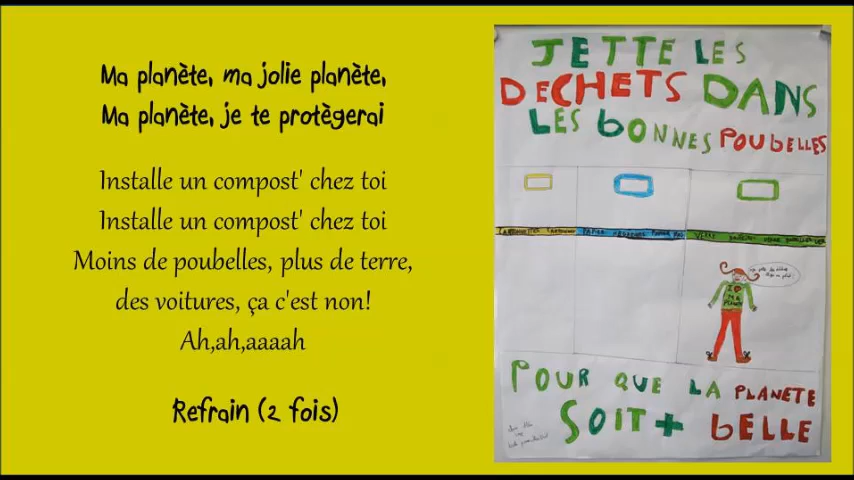 Ma planète, ma jolie planète,
Ma planète, je te protègerai
Installe un compost' chez toi
Installe un compost' chez toi
Moins de poubelles, plus de terre,
des voitures, ça c'est non!
Ah,ah,aaaah
Refrain (2 fois)
JETTE LES
DECHETS DANS
LES BONNES POUBELLES
I ♥
MA
PLANETE
POUR QUE LA PLANETE
SOIT + BELLE